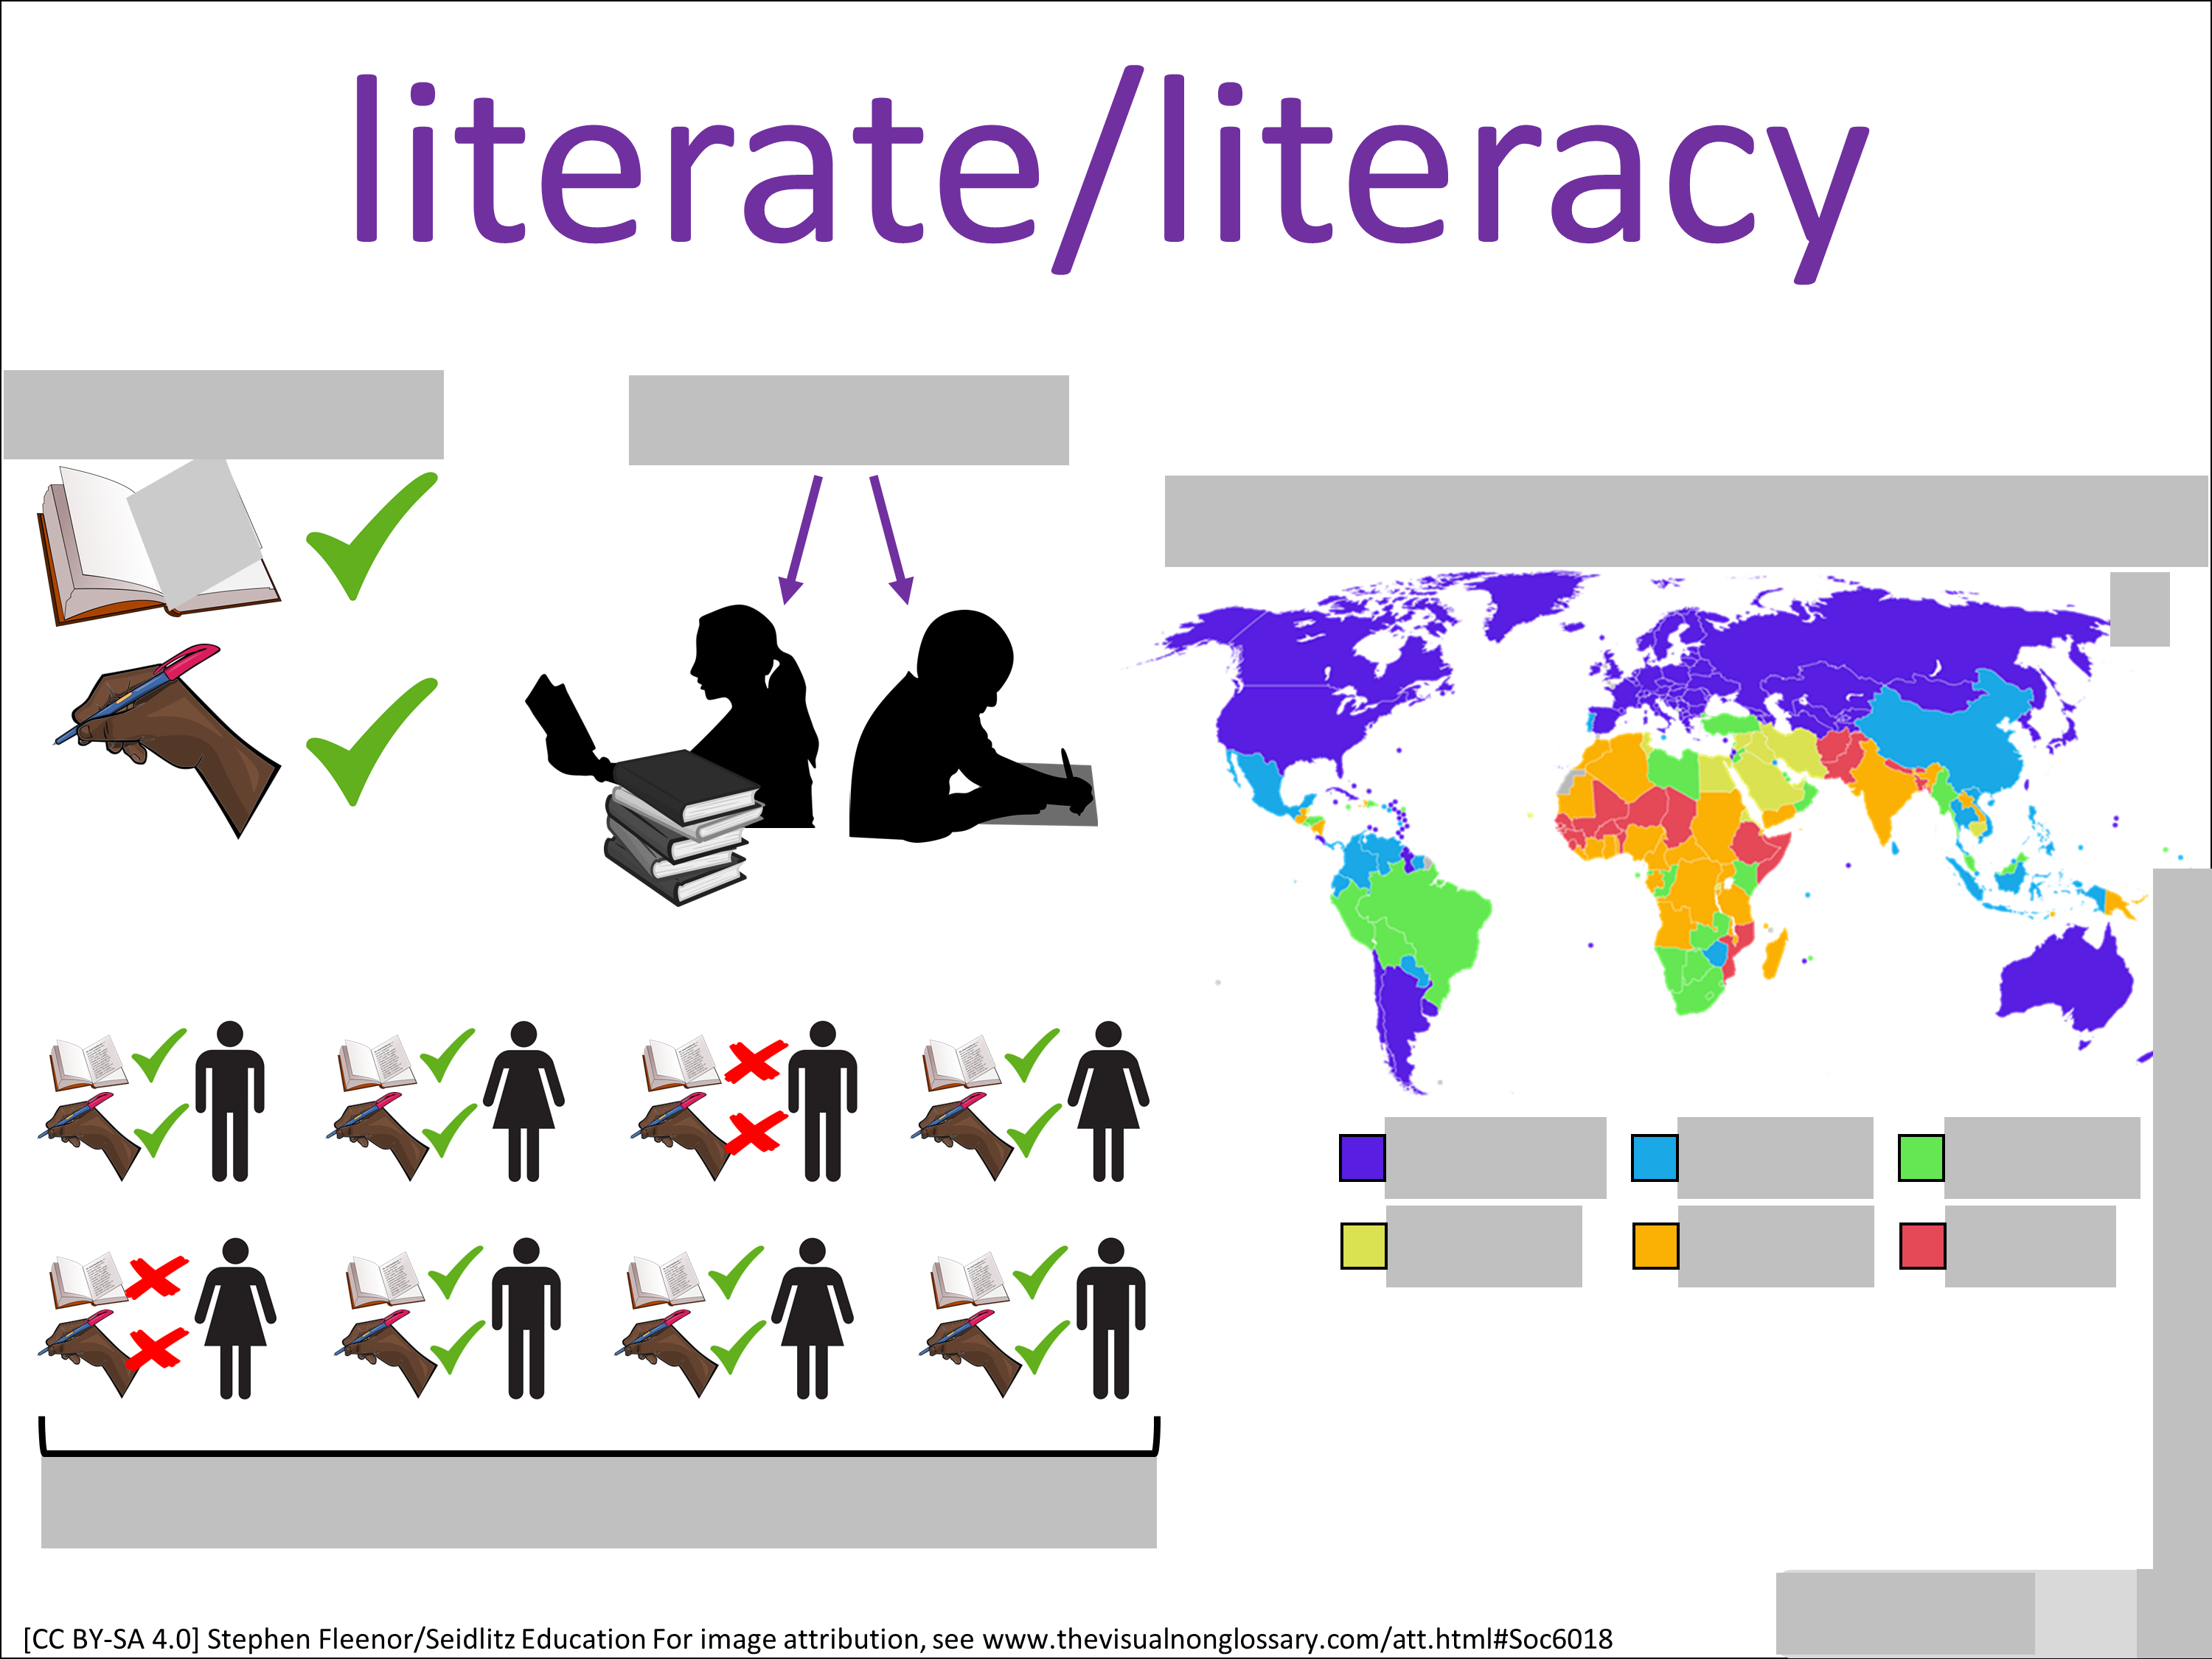 literate/literacy
[CC BY-SA 4.0] Stephen Fleenor/Seidlitz Education For image attribution, see www.thevisualnonglossary.com/att.html#Soc6018